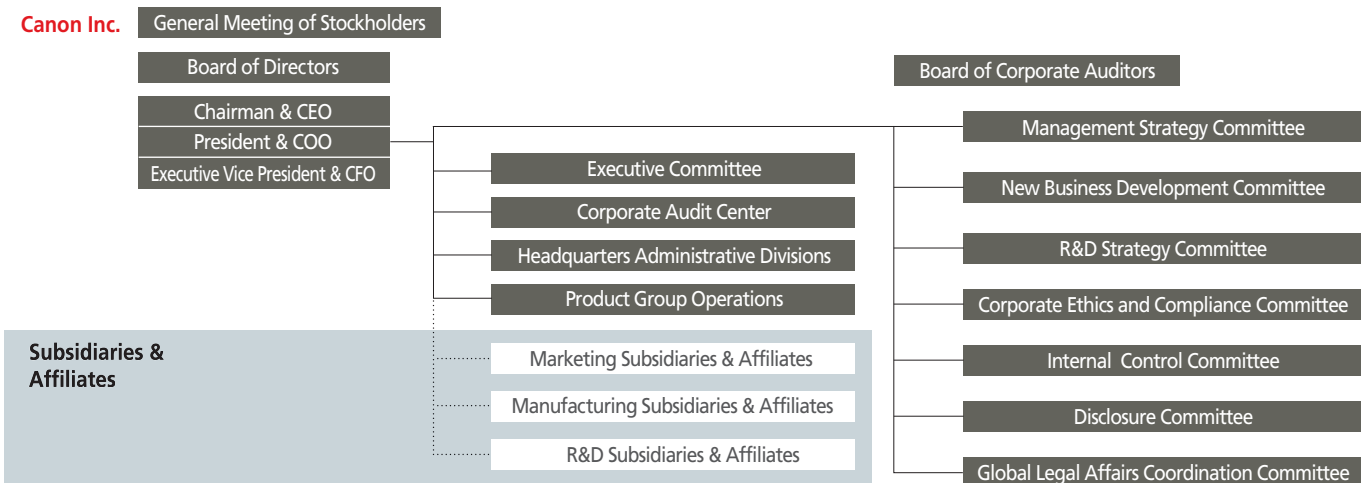 Canon Inc.
General Meeting of Stockholders
Board of Directors
Board of Corporate Auditors
Chairman & CEO
President & COO
Executive Vice President & CFO
Executive Committee
Corporate Audit Center
Headquarters Administrative Divisions
Product Group Operations
Management Strategy Committee
New Business Development Committee
R&D Strategy Committee
Corporate Ethics and Compliance Committee
Internal Control Committee
Disclosure Committee
Global Legal Affairs Coordination Committee
Subsidiaries &
Affiliates
Marketing Subsidiaries & Affiliates
Manufacturing Subsidiaries & Affiliates
R&D Subsidiaries & Affiliates